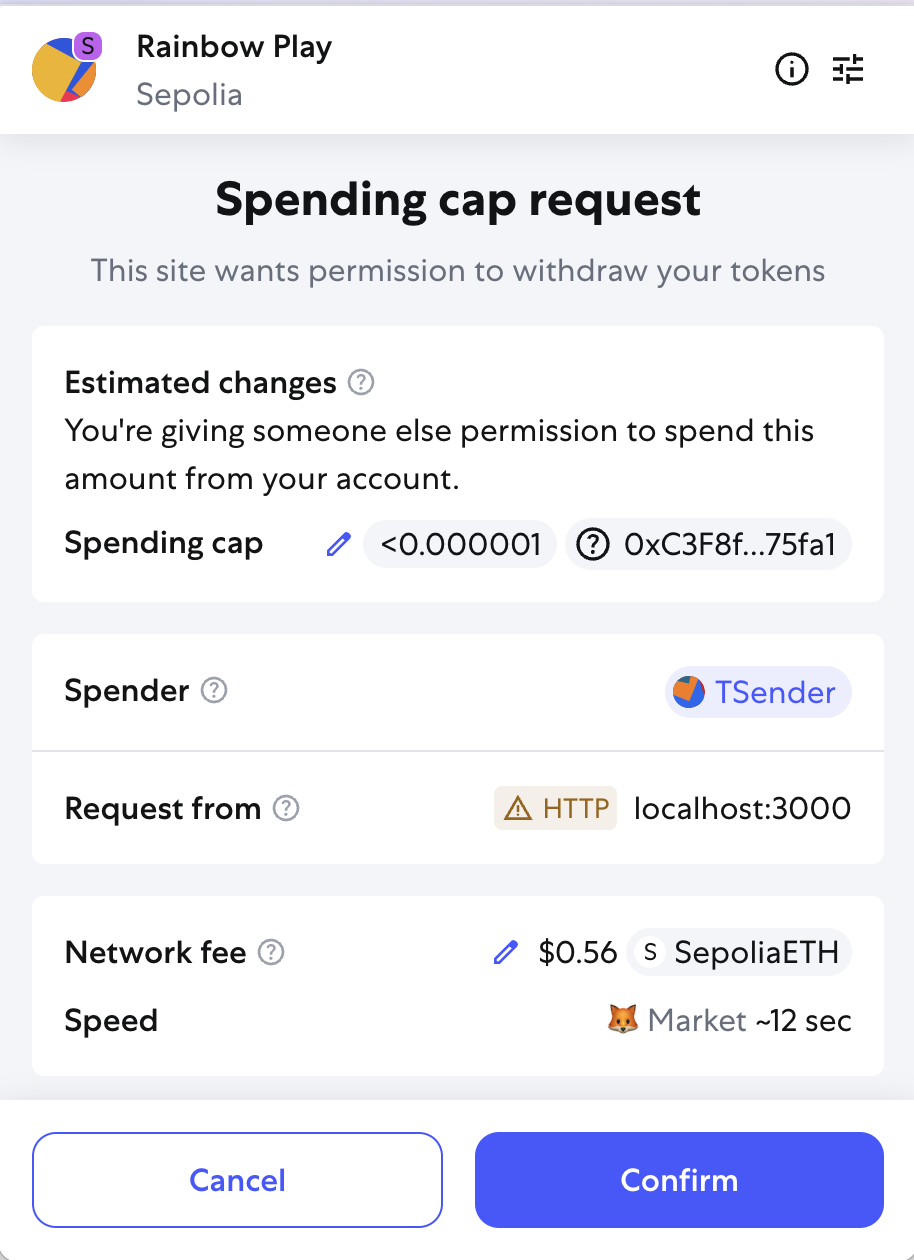 S
Rainbow Play
Sepolia
Spending cap request
This site wants permission to withdraw your tokens
Estimated changes
You're giving someone else permission to spend this
amount from your account.
Spending cap <0.000001 0xC3F8f...75fa1
Spender TSender
Request from HTTP localhost:3000
Network fee $0.56 S SepoliaETH
Speed Market ~12 sec
Cancel Confirm